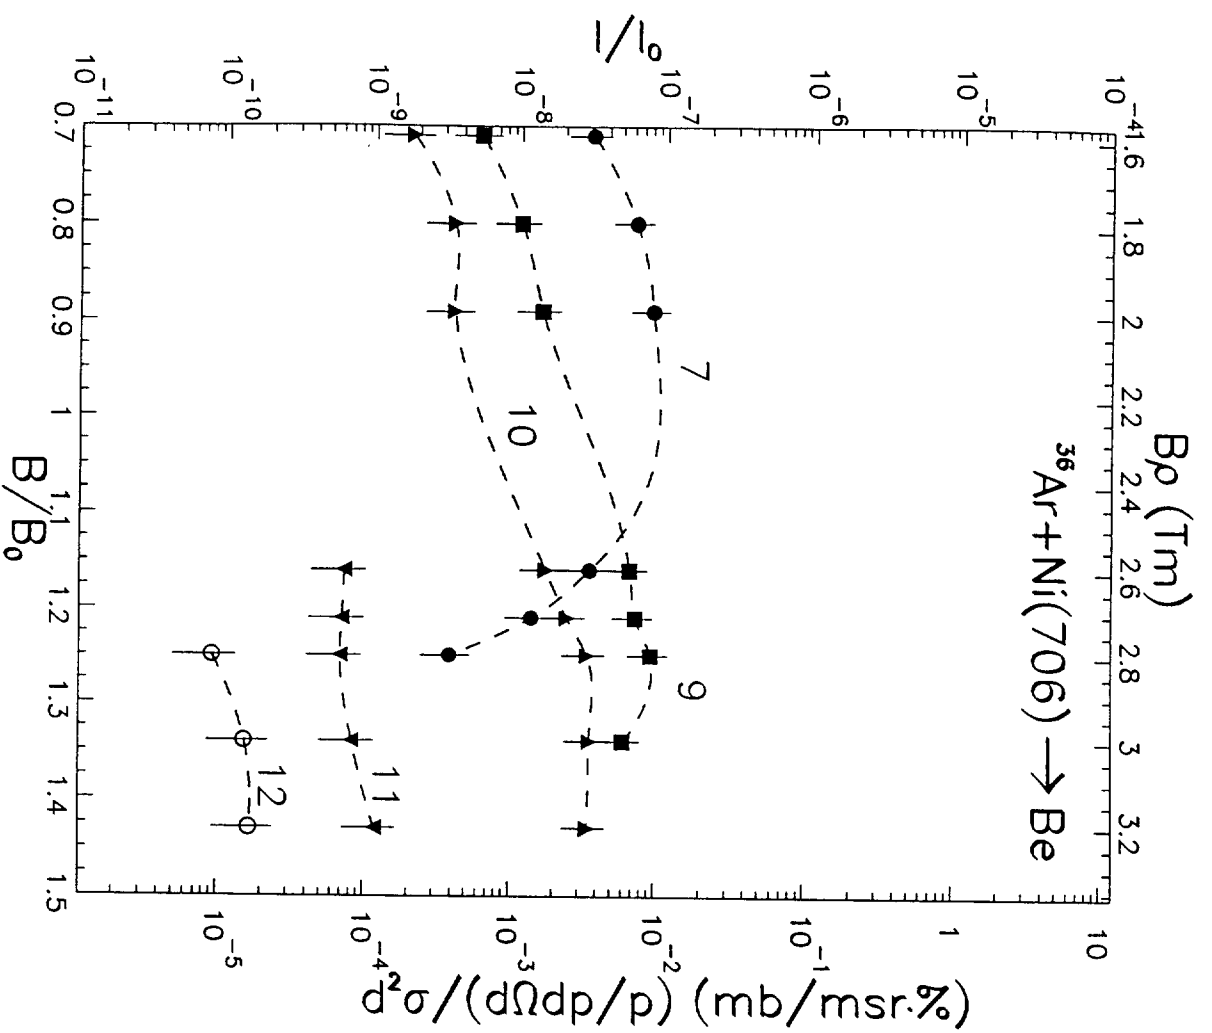 Bρ (Tm)
1.6 1.8 2 2.2 2.4 2.6 2.8 3 3.2
³⁶Ar+Ni(706) → Be
I/I₀
10⁻⁴
10⁻⁵
10⁻⁶
10⁻⁷
10⁻⁸
10⁻⁹
10⁻¹⁰
10⁻¹¹
7
9
10
11
12
10
1
10⁻¹
10⁻²
10⁻³
10⁻⁴
10⁻⁵
d²σ/(dΩdp/p) (mb/msr.%)
0.7 0.8 0.9 1 1.1 1.2 1.3 1.4 1.5
B/B₀